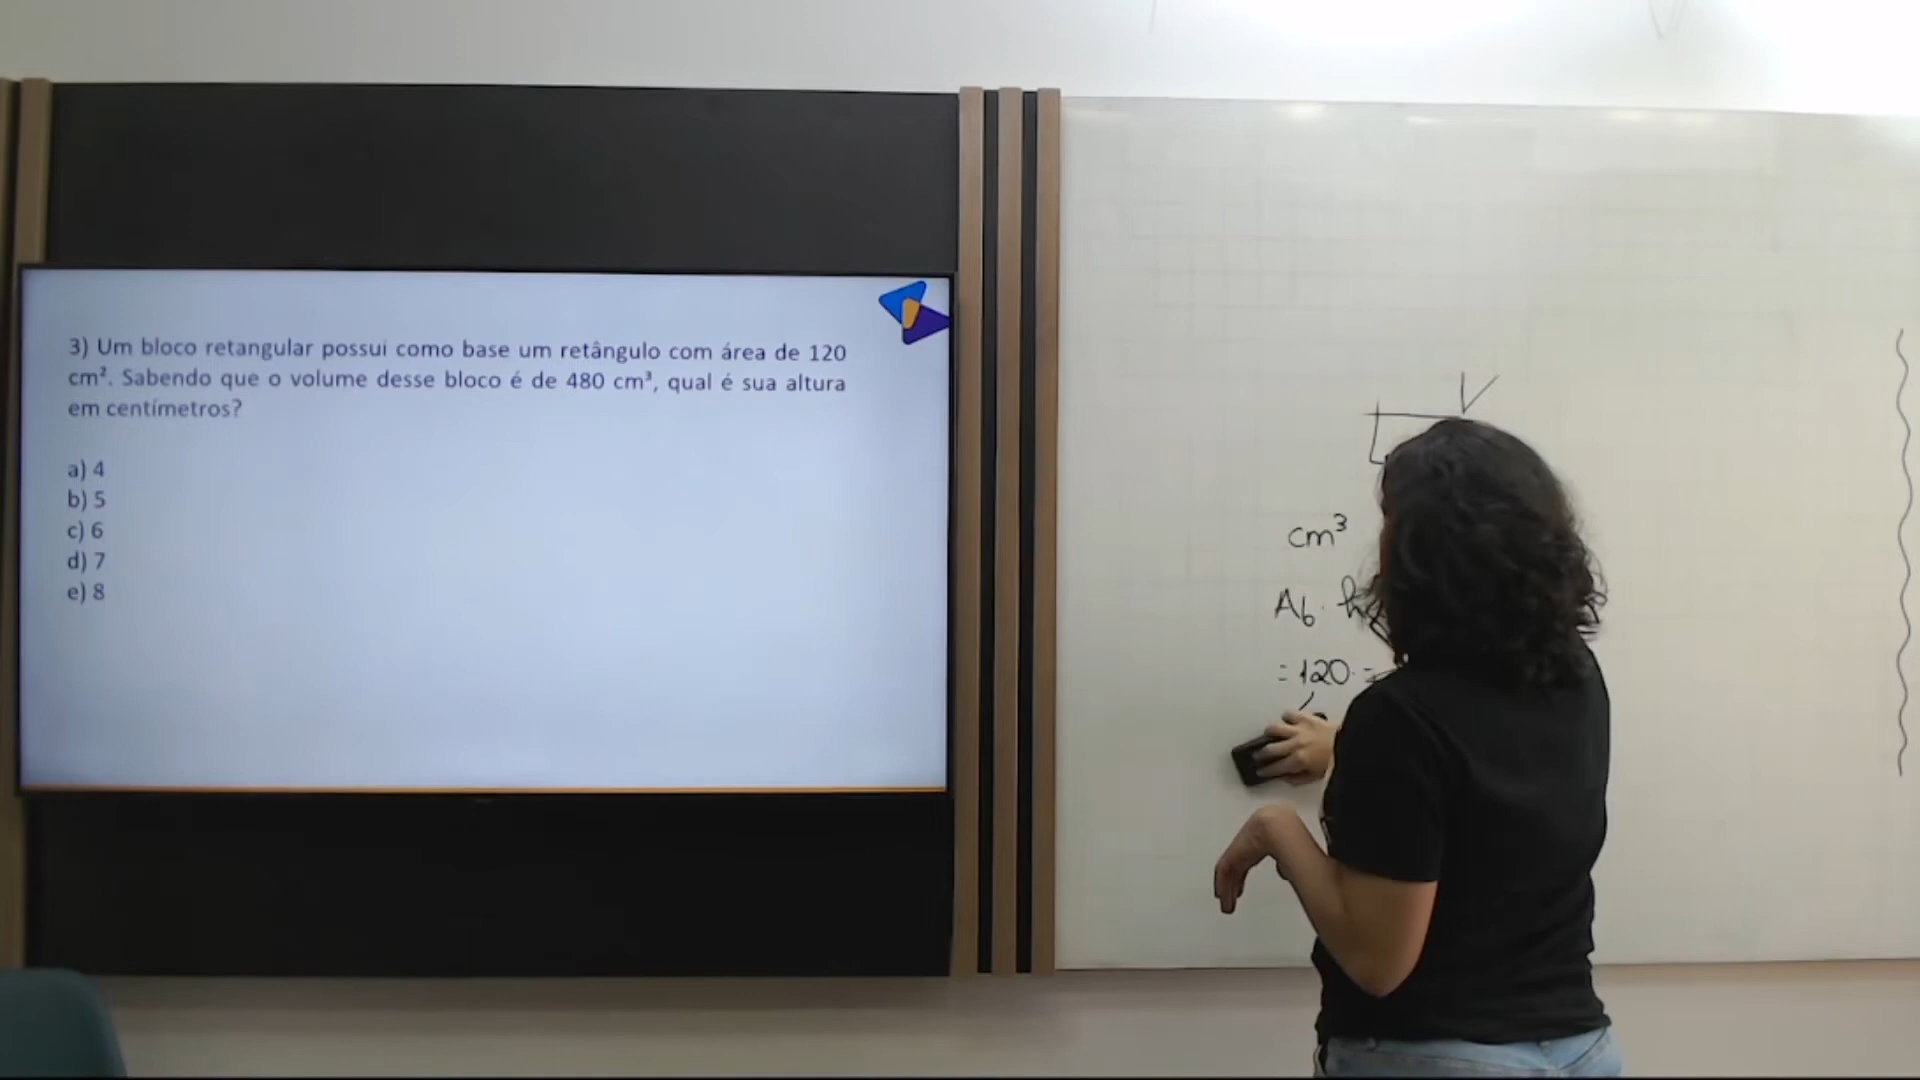 3) Um bloco retangular possui como base um retângulo com área de 120
cm². Sabendo que o volume desse bloco é de 480 cm³, qual é sua altura
em centímetros?
a) 4
b) 5
c) 6
d) 7
e) 8
cm³
Ab · h
= 120 ·